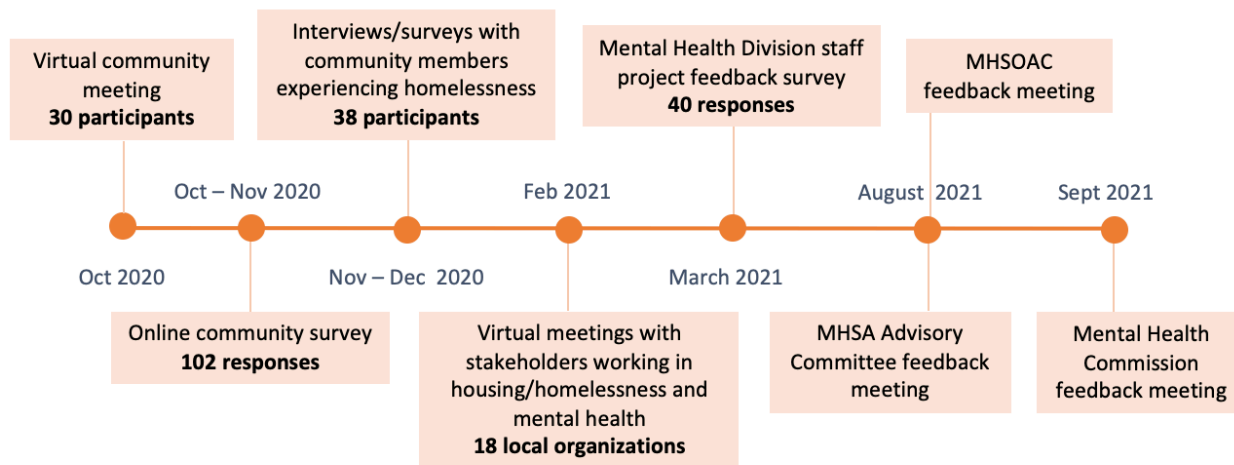 Virtual community
meeting
30 participants
Interviews/surveys with
community members
experiencing homelessness
38 participants
Mental Health Division staff
project feedback survey
40 responses
MHSOAC
feedback meeting
Oct – Nov 2020
Feb 2021
August 2021
Sept 2021
Oct 2020
Nov – Dec 2020
March 2021
Online community survey
102 responses
Virtual meetings with
stakeholders working in
housing/homelessness and
mental health
18 local organizations
MHSA Advisory
Committee feedback
meeting
Mental Health
Commission
feedback meeting